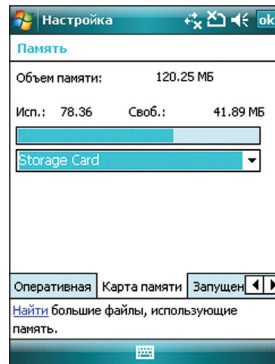 Настройка ok
Память
Объем памяти: 120.25 МБ
Исп.: 78.36 Своб.: 41.89 МБ
Storage Card
Оперативная Карта памяти Запущен
Найти большие файлы, использующие
память.